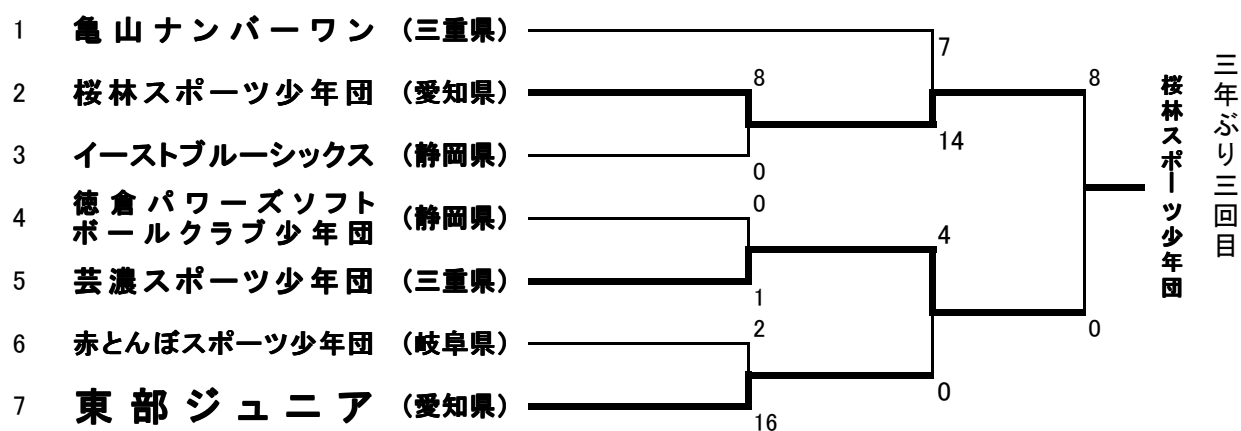 1 亀山ナンバーワン (三重県)
7
8
8
2 桜林スポーツ少年団 (愛知県)
14
3 イーストブルーシックス (静岡県)
0
0
4 徳倉パワーズソフト
ボールクラブ少年団 (静岡県)
4
5 芸濃スポーツ少年団 (三重県)
1
2
0
6 赤とんぼスポーツ少年団 (岐阜県)
0
7 東部ジュニア (愛知県)
16
三年ぶり三回目
桜林スポーツ少年団